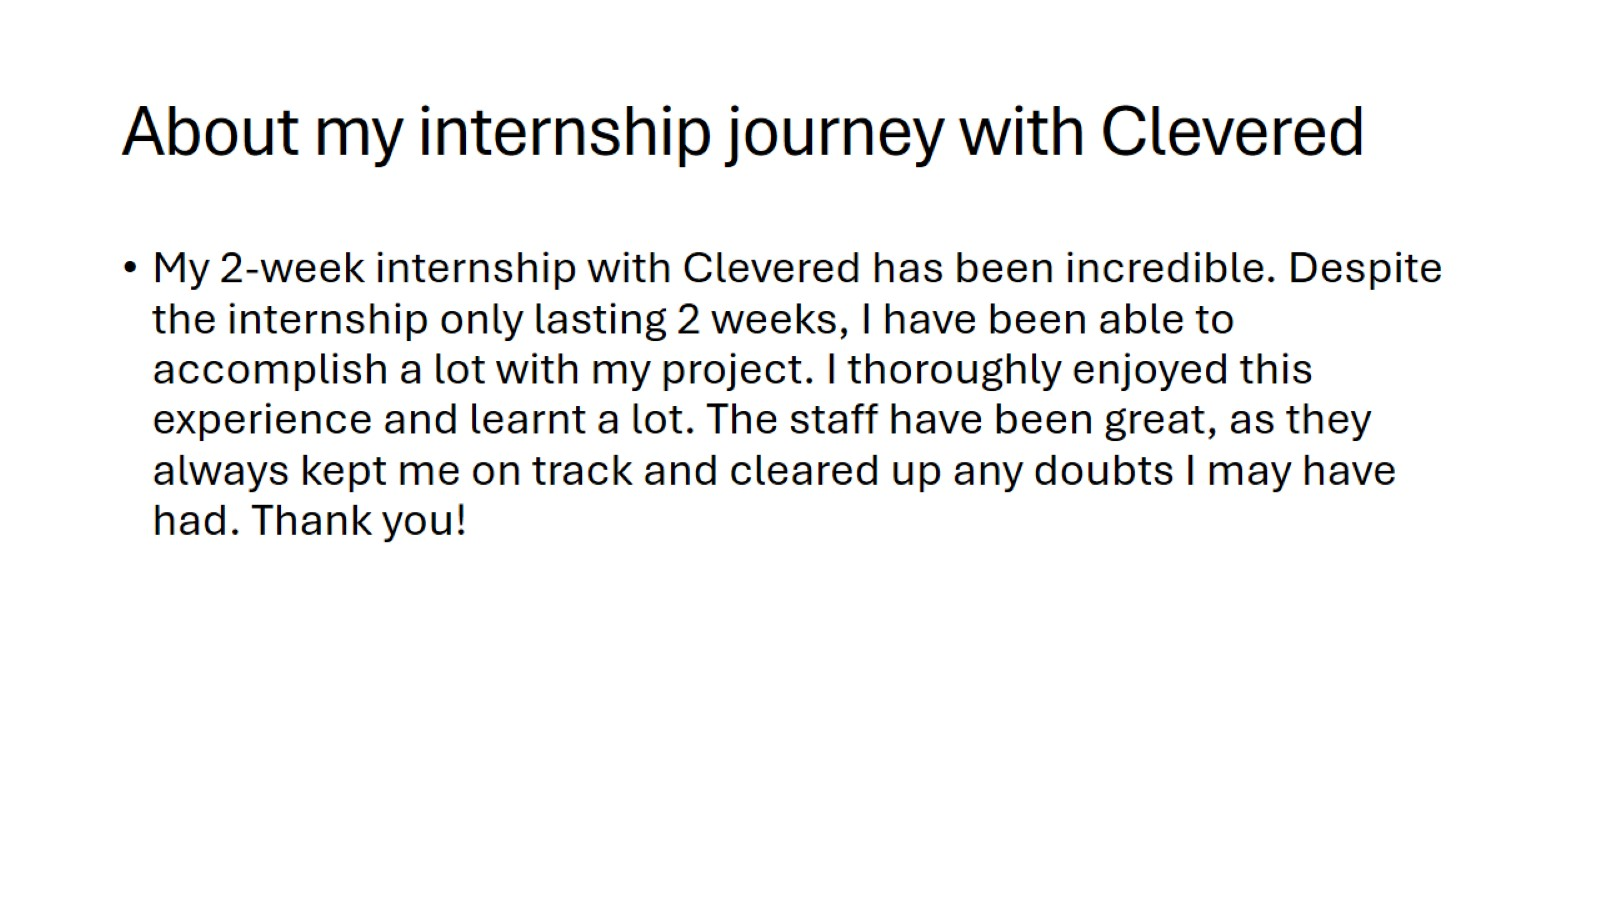 About my internship journey with Clevered
• My 2-week internship with Clevered has been incredible. Despite
the internship only lasting 2 weeks, I have been able to
accomplish a lot with my project. I thoroughly enjoyed this
experience and learnt a lot. The staff have been great, as they
always kept me on track and cleared up any doubts I may have
had. Thank you!